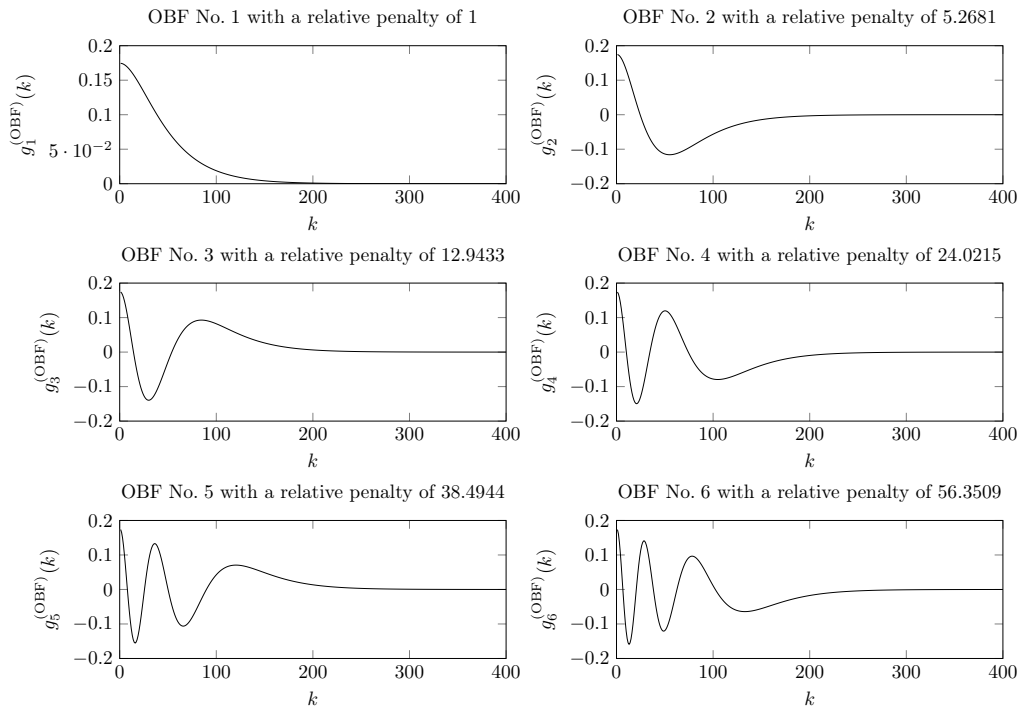 OBF No. 1 with a relative penalty of 1
0.2
0.15
0.1
5 · 10⁻²
0
0 100 200 300 400
k
g₁^(OBF)(k)
OBF No. 2 with a relative penalty of 5.2681
0.2
0.1
0
−0.1
−0.2
0 100 200 300 400
k
g₂^(OBF)(k)
OBF No. 3 with a relative penalty of 12.9433
0.2
0.1
0
−0.1
−0.2
0 100 200 300 400
k
g₃^(OBF)(k)
OBF No. 4 with a relative penalty of 24.0215
0.2
0.1
0
−0.1
−0.2
0 100 200 300 400
k
g₄^(OBF)(k)
OBF No. 5 with a relative penalty of 38.4944
0.2
0.1
0
−0.1
−0.2
0 100 200 300 400
k
g₅^(OBF)(k)
OBF No. 6 with a relative penalty of 56.3509
0.2
0.1
0
−0.1
−0.2
0 100 200 300 400
k
g₆^(OBF)(k)